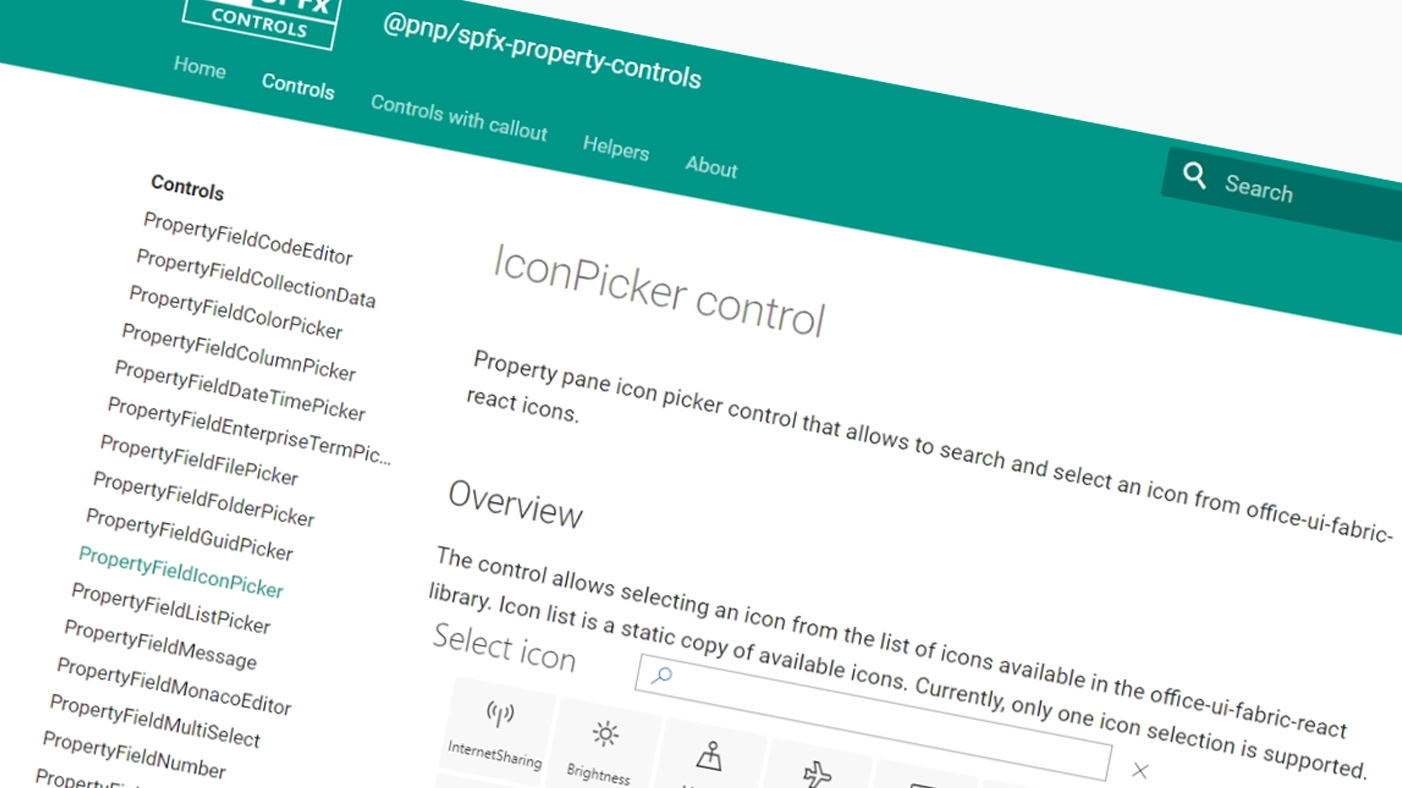 CONTROLS
@pnp/spfx-property-controls
Home
Controls
Controls with callout
Helpers
About
Search
Controls
PropertyFieldCodeEditor
PropertyFieldCollectionData
PropertyFieldColorPicker
PropertyFieldColumnPicker
PropertyFieldDateTimePicker
PropertyFieldEnterpriseTermPic...
PropertyFieldFilePicker
PropertyFieldFolderPicker
PropertyFieldGuidPicker
PropertyFieldIconPicker
PropertyFieldListPicker
PropertyFieldMessage
PropertyFieldMonacoEditor
PropertyFieldMultiSelect
PropertyFieldNumber
IconPicker control
Property pane icon picker control that allows to search and select an icon from office-ui-fabric-
react icons.
Overview
The control allows selecting an icon from the list of icons available in the office-ui-fabric-react
library. Icon list is a static copy of available icons. Currently, only one icon selection is supported.
Select icon
InternetSharing
Brightness